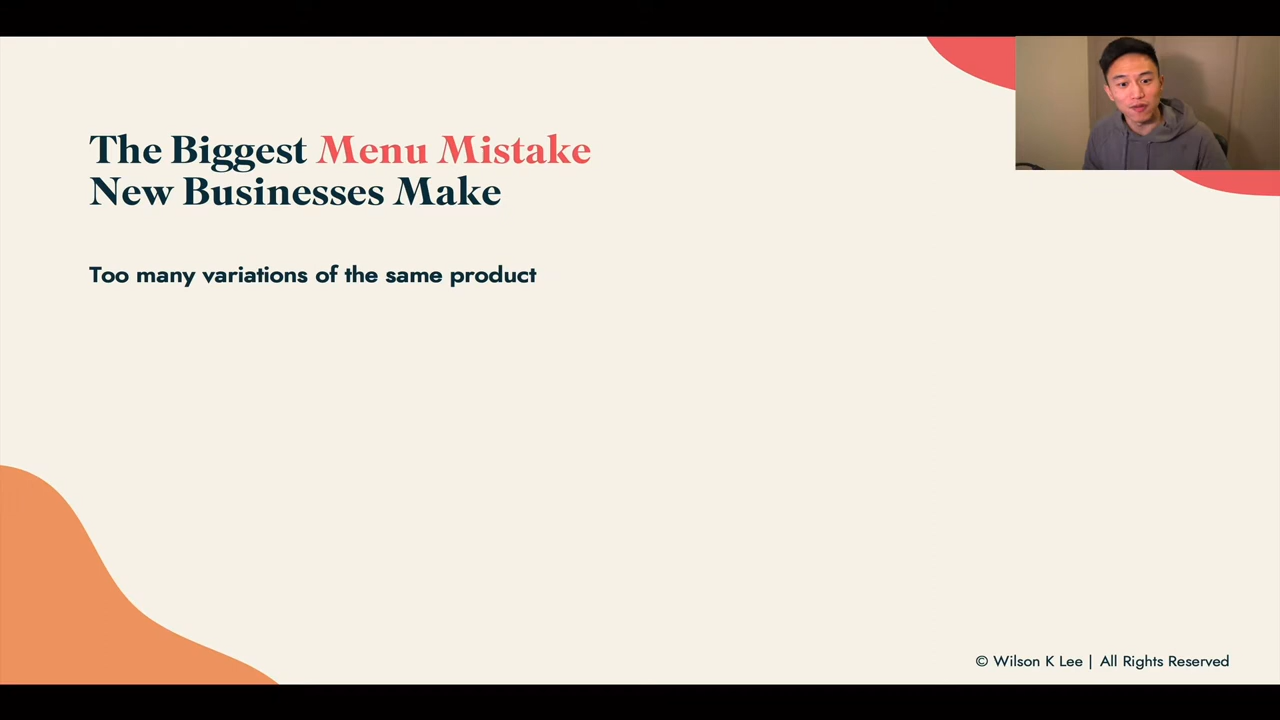 The Biggest Menu Mistake
New Businesses Make
Too many variations of the same product
© Wilson K Lee | All Rights Reserved